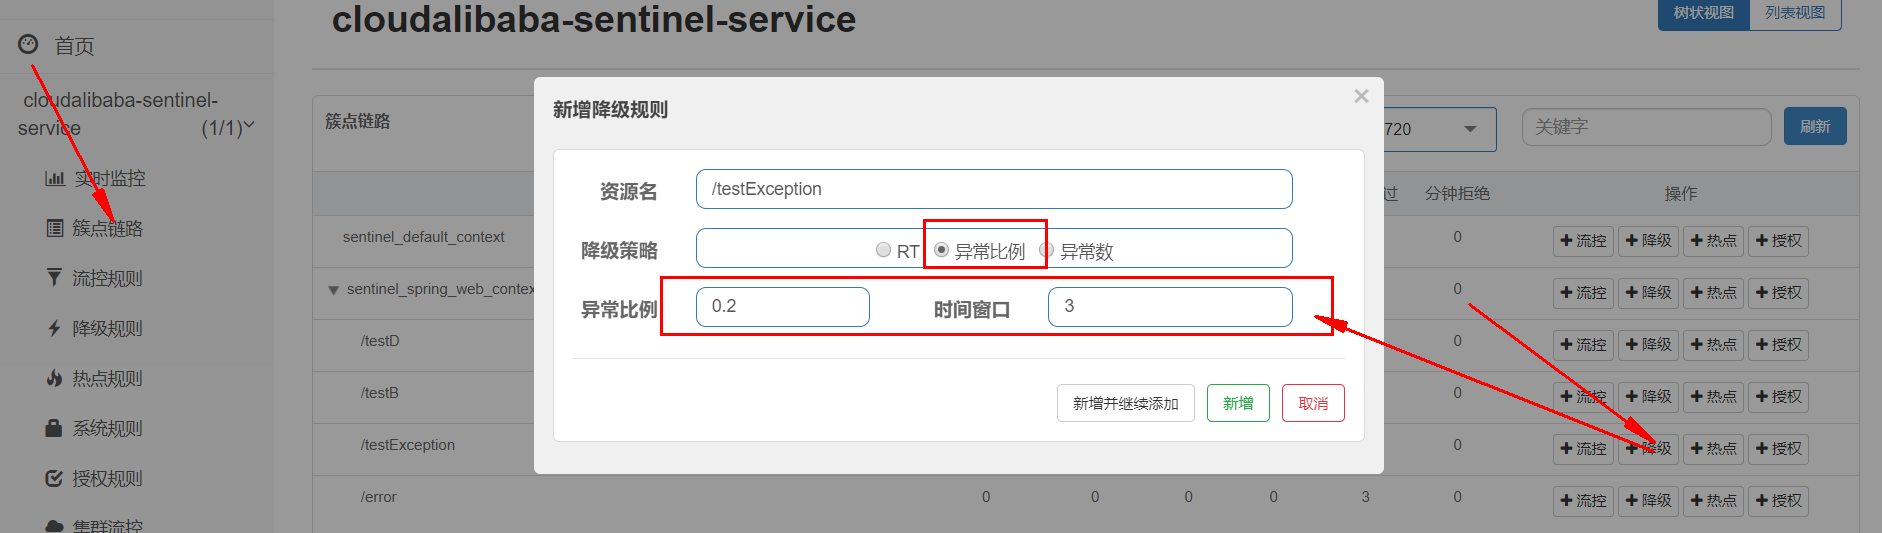 cloudalibaba-sentinel-service
树状视图 列表视图
首页
cloudalibaba-sentinel-
service (1/1)
实时监控
簇点链路
流控规则
降级规则
热点规则
系统规则
授权规则
集群流控
簇点链路
720
关键字
刷新
过 分钟拒绝 操作
sentinel_default_context 0 流控 降级 热点 授权
sentinel_spring_web_contex 0 流控 降级 热点 授权
/testD 0 流控 降级 热点 授权
/testB 0 流控 降级 热点 授权
/testException 0 流控 降级 热点 授权
/error 0 0 0 0 3 0 流控 降级 热点 授权
新增降级规则
×
资源名 /testException
降级策略 RT 异常比例 异常数
异常比例 0.2 时间窗口 3
新增并继续添加 新增 取消